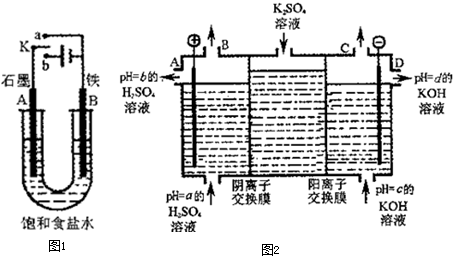 a
K
b
石墨
铁
A
B
饱和食盐水
图1
K₂SO₄
溶液
⊕
B
C
⊖
A
D
pH=b的
H₂SO₄
溶液
pH=d的
KOH
溶液
pH=a的
H₂SO₄
溶液
阴离子
交换膜
阳离子
交换膜
pH=c的
KOH
溶液
图2